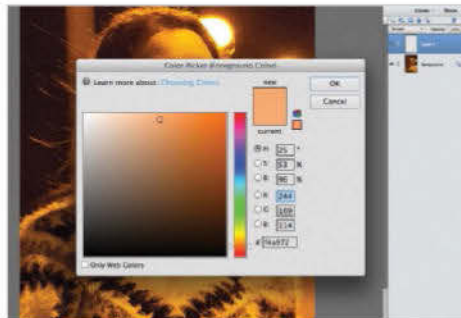 Color Picker (Foreground Color)
Learn more about: Choosing Color
new
OK
Cancel
current
H: 25 °
S: 53 %
B: 96 %
R: 244
G: 169
B: 114
# f4a972
Only Web Colors